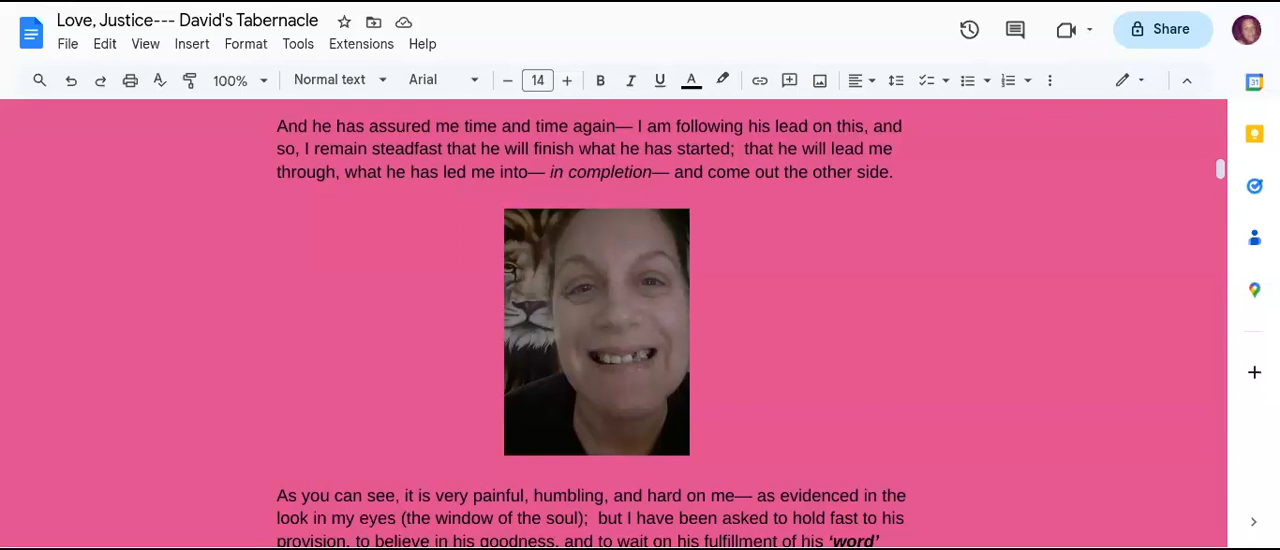 Love, Justice--- David's Tabernacle
File Edit View Insert Format Tools Extensions Help
Share
100% Normal text Arial − 14 + B I U A
31
And he has assured me time and time again— I am following his lead on this, and
so, I remain steadfast that he will finish what he has started;  that he will lead me
through, what he has led me into— in completion— and come out the other side.
As you can see, it is very painful, humbling, and hard on me— as evidenced in the
look in my eyes (the window of the soul);  but I have been asked to hold fast to his
provision, to believe in his goodness, and to wait on his fulfillment of his ‘word’